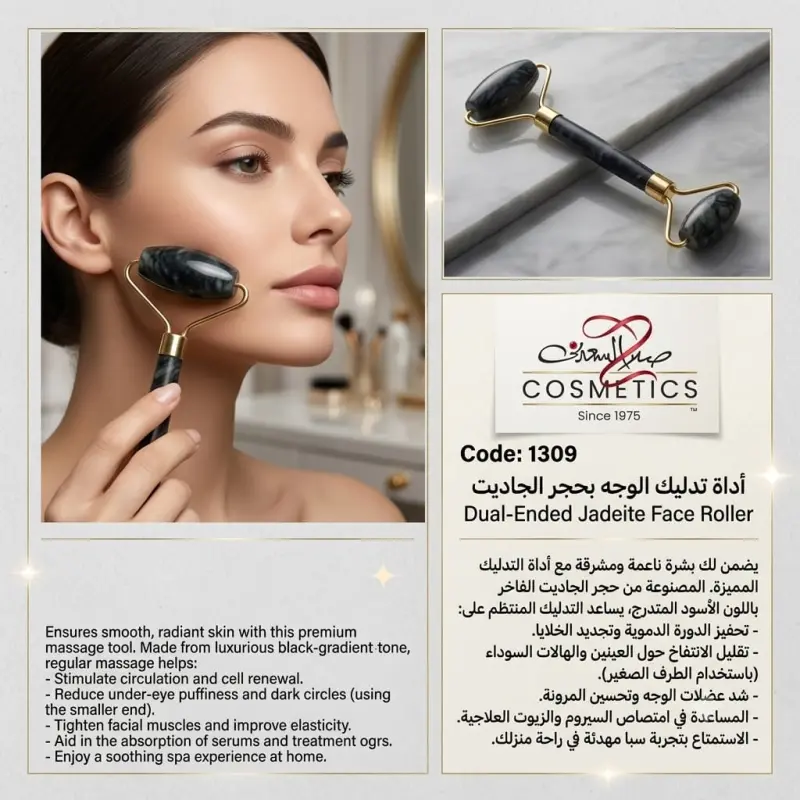 COSMETICS
Since 1975
TM
Code: 1309
أداة تدليك الوجه بحجر الجاديت
Dual-Ended Jadeite Face Roller
يضمن لك بشرة ناعمة ومشرقة مع أداة التدليك
المميزة. المصنوعة من حجر الجاديت الفاخر
باللون الأسود المتدرج، يساعد التدليك المنتظم على:
- تحفيز الدورة الدموية وتجديد الخلايا.
- تقليل الانتفاخ حول العينين والهالات السوداء
(باستخدام الطرف الصغير).
- شد عضلات الوجه وتحسين المرونة.
- المساعدة في امتصاص السيروم والزيوت العلاجية.
- الاستمتاع بتجربة سبا مهدئة في راحة منزلك.
Ensures smooth, radiant skin with this premium
massage tool. Made from luxurious black-gradient tone,
regular massage helps:
- Stimulate circulation and cell renewal.
- Reduce under-eye puffiness and dark circles (using
the smaller end).
- Tighten facial muscles and improve elasticity.
- Aid in the absorption of serums and treatment ogrs.
- Enjoy a soothing spa experience at home.